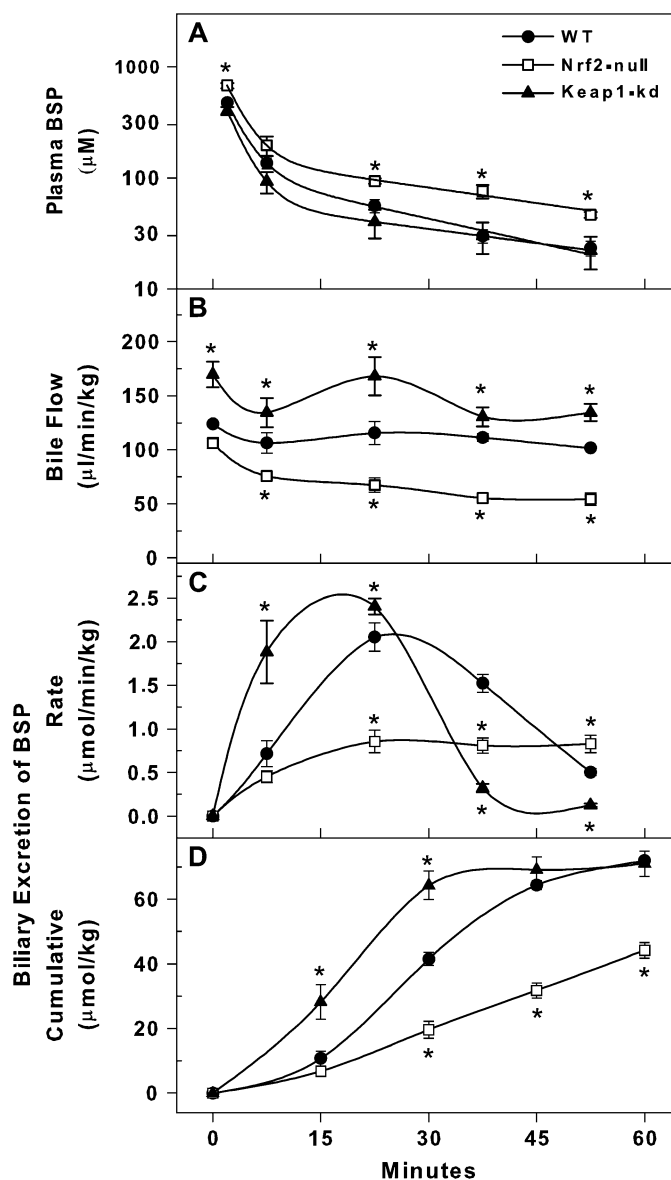 A
WT
Nrf2-null
Keap1-kd
Plasma BSP
(μM)
1000
300
100
30
10
*
*
*
*
B
Bile Flow
(μl/min/kg)
200
150
100
50
0
*
*
*
*
*
*
*
*
*
C
Biliary Excretion of BSP
Rate
(μmol/min/kg)
2.5
2.0
1.5
1.0
0.5
0.0
*
*
*
*
*
*
*
D
Cumulative
(μmol/kg)
60
40
20
0
*
*
*
*
*
0 15 30 45 60
Minutes